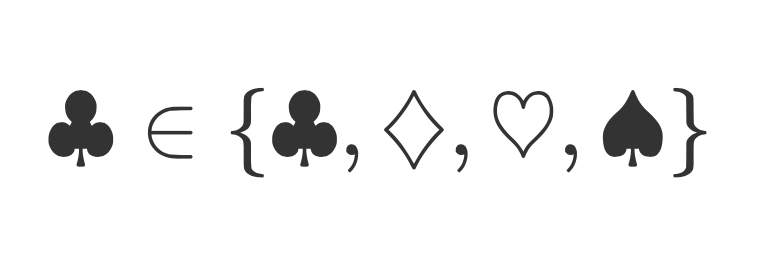 ♣ ∈ {♣, ♢, ♡, ♠}